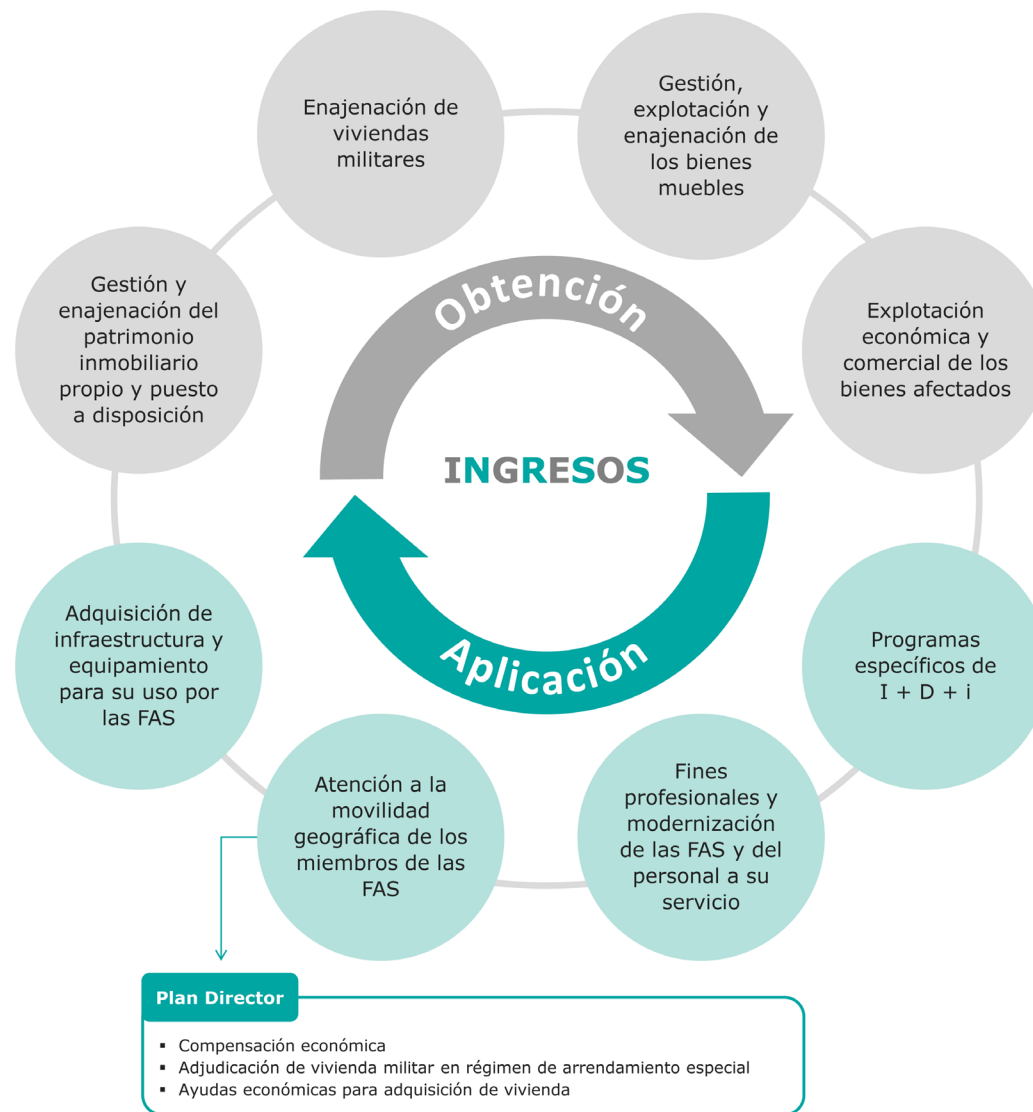 Enajenación de
viviendas
militares
Gestión,
explotación y
enajenación de
los bienes
muebles
Gestión y
enajenación del
patrimonio
inmobiliario
propio y puesto
a disposición
Obtención
Explotación
económica y
comercial de los
bienes afectados
INGRESOS
Adquisición de
infraestructura y
equipamiento
para su uso por
las FAS
Aplicación
Programas
específicos de
I + D + i
Atención a la
movilidad
geográfica de los
miembros de las
FAS
Fines
profesionales y
modernización
de las FAS y del
personal a su
servicio
Plan Director
▪ Compensación económica
▪ Adjudicación de vivienda militar en régimen de arrendamiento especial
▪ Ayudas económicas para adquisición de vivienda